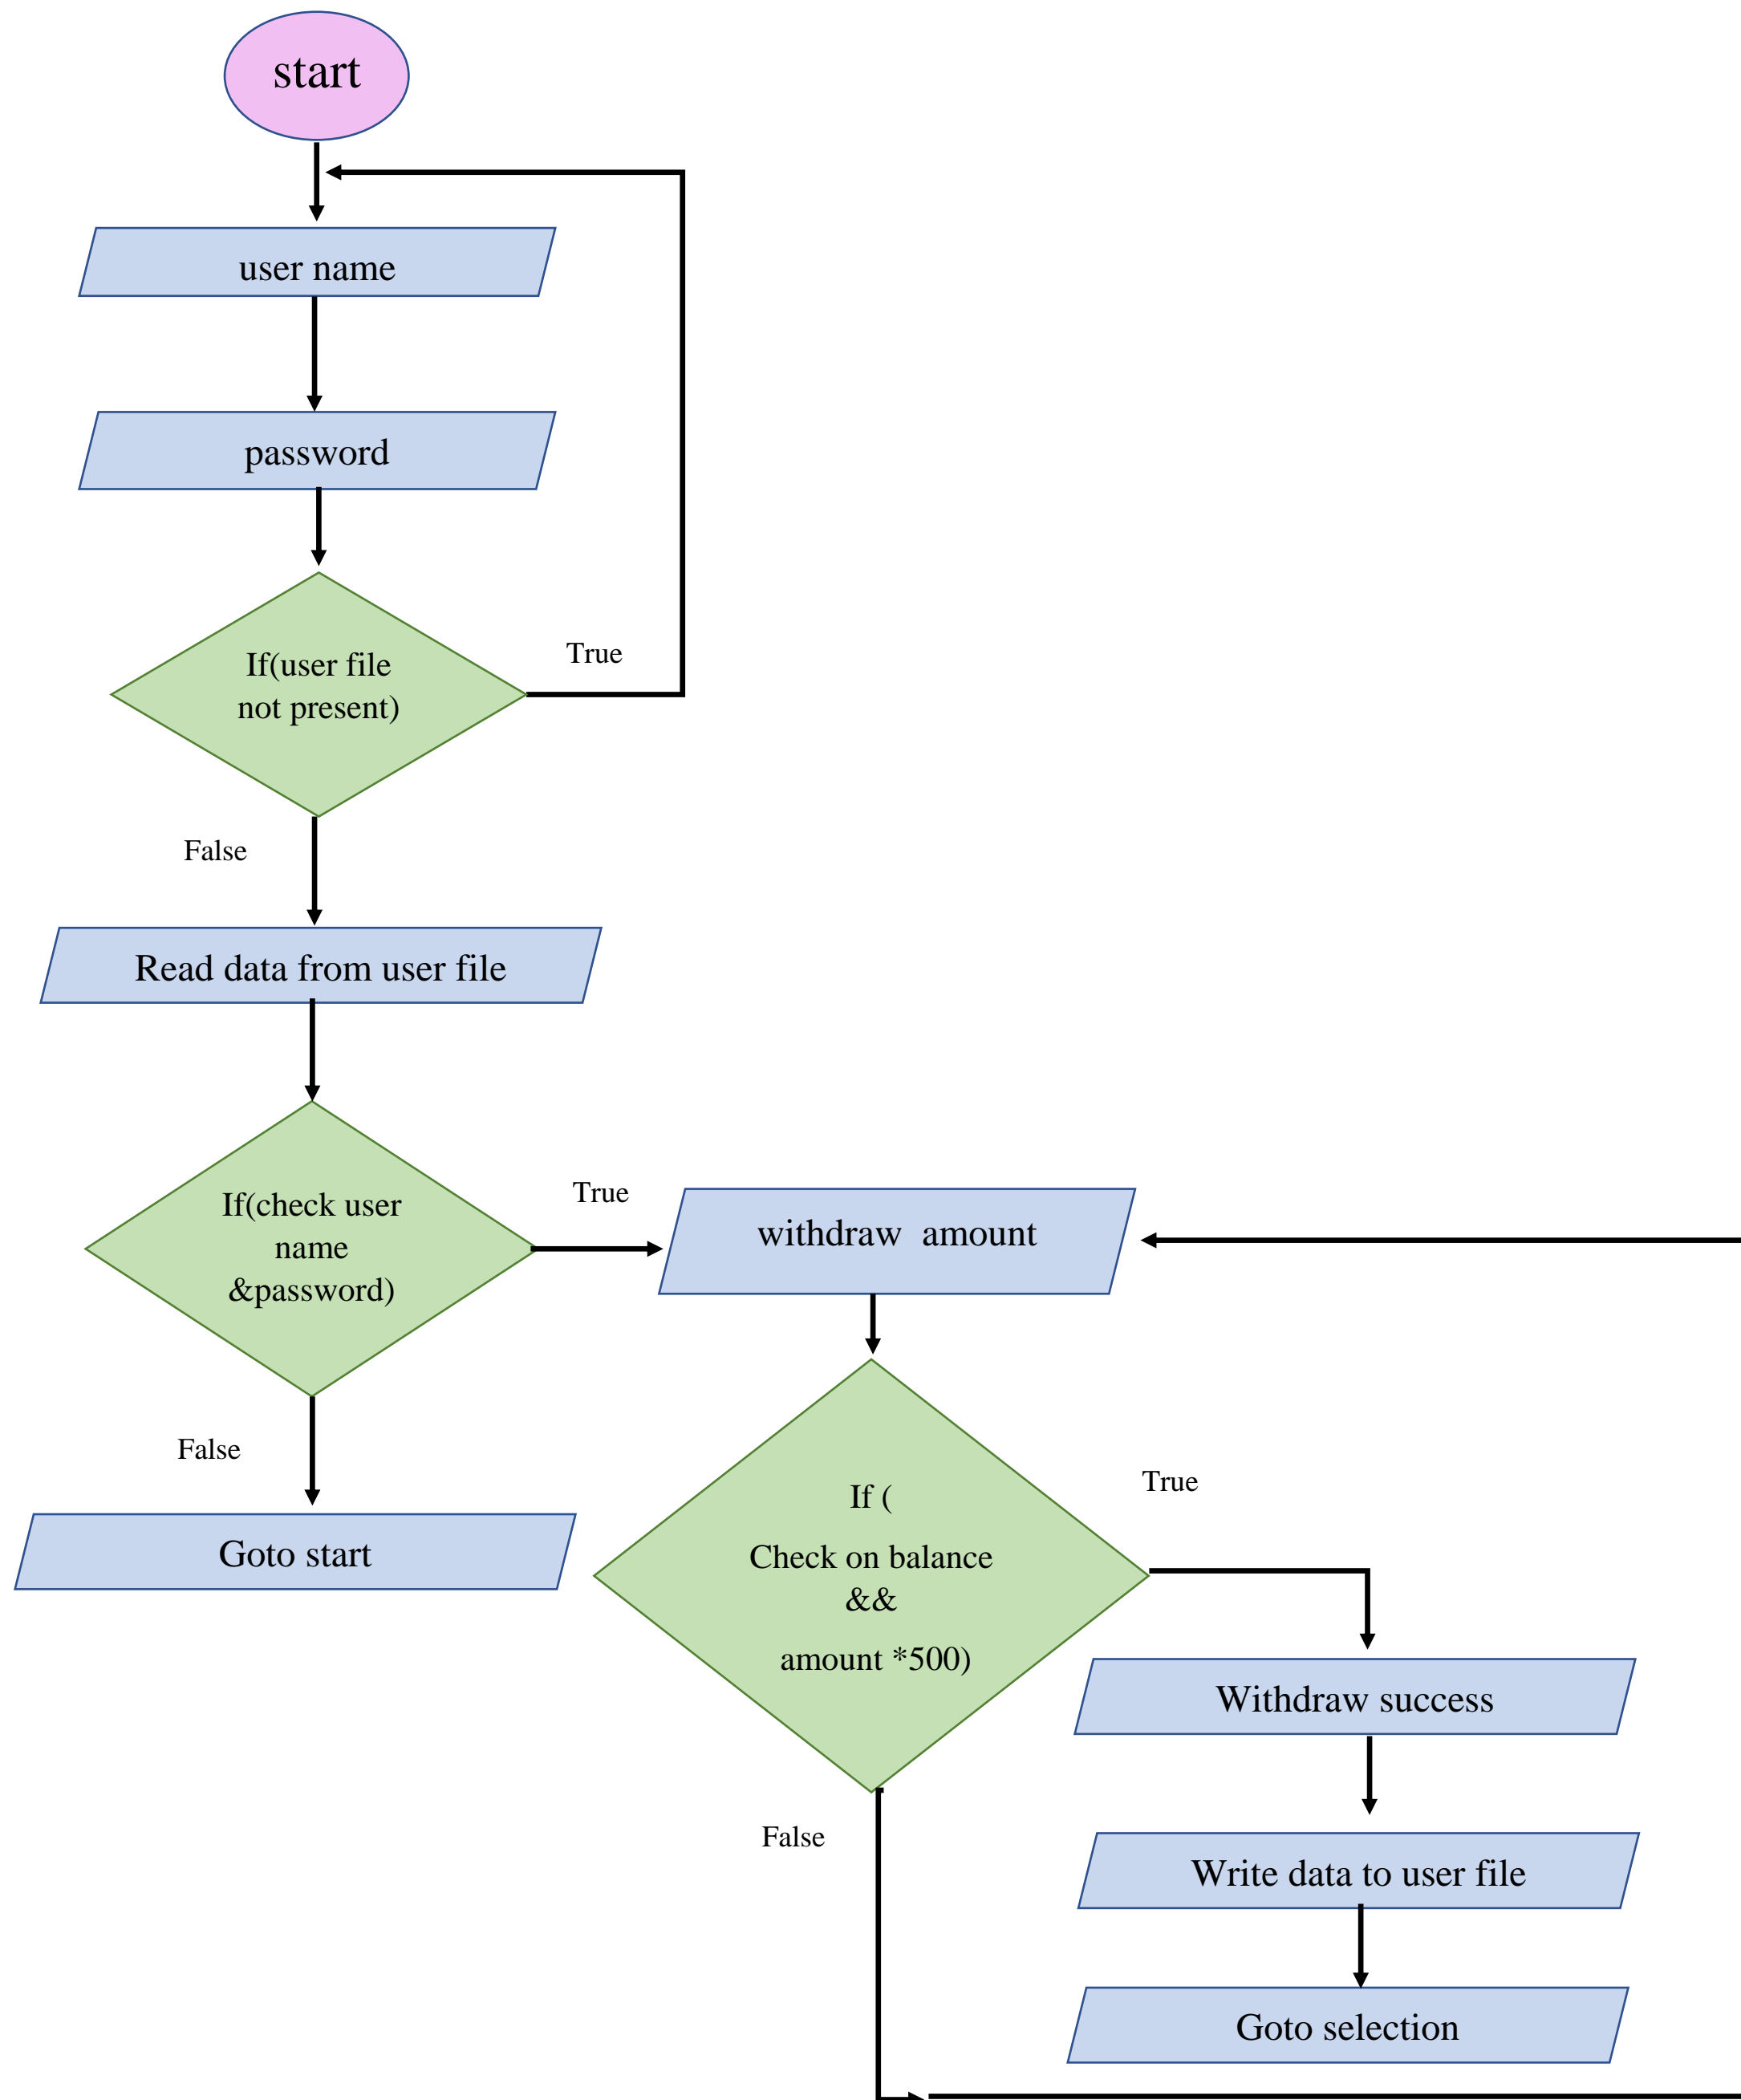 start
user name
password
If(user file
not present)
True
False
Read data from user file
If(check user
name
&password)
True
withdraw  amount
False
Goto start
If (
Check on balance
&&
amount *500)
True
Withdraw success
False
Write data to user file
Goto selection